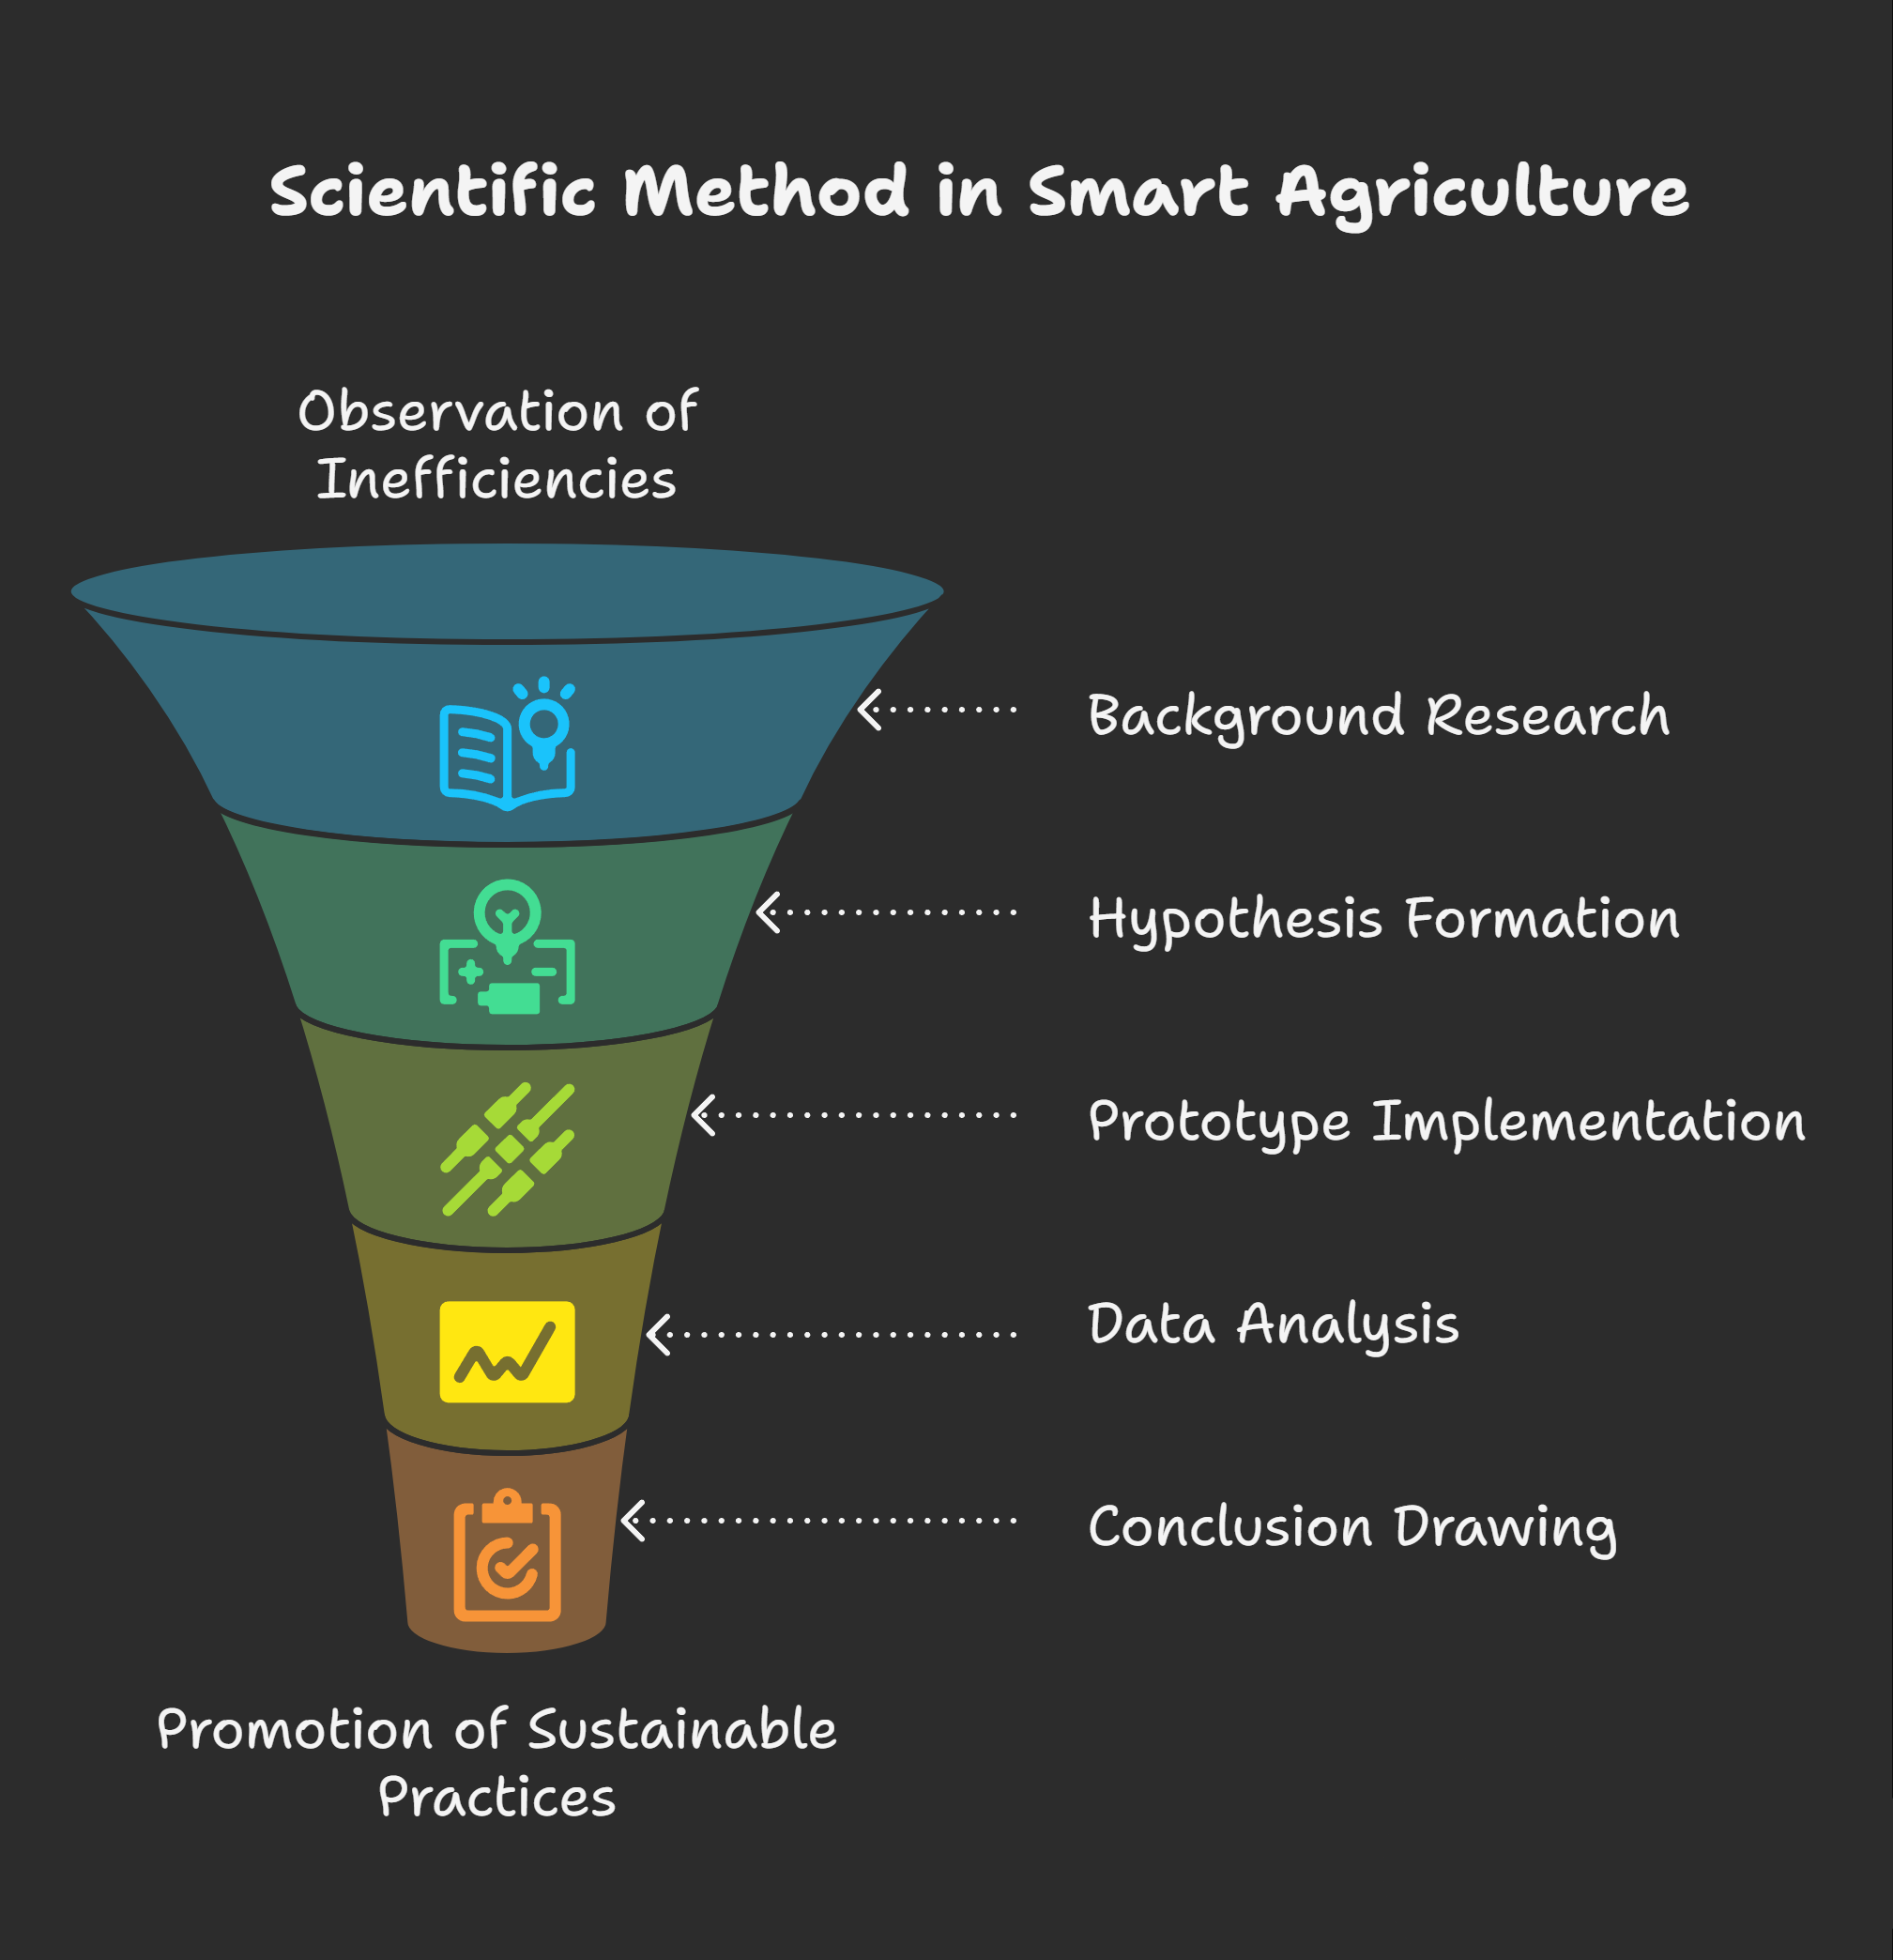 Scientific Method in Smart Agriculture
Observation of
Inefficiencies
Background Research
Hypothesis Formation
Prototype Implementation
Data Analysis
Conclusion Drawing
Promotion of Sustainable
Practices